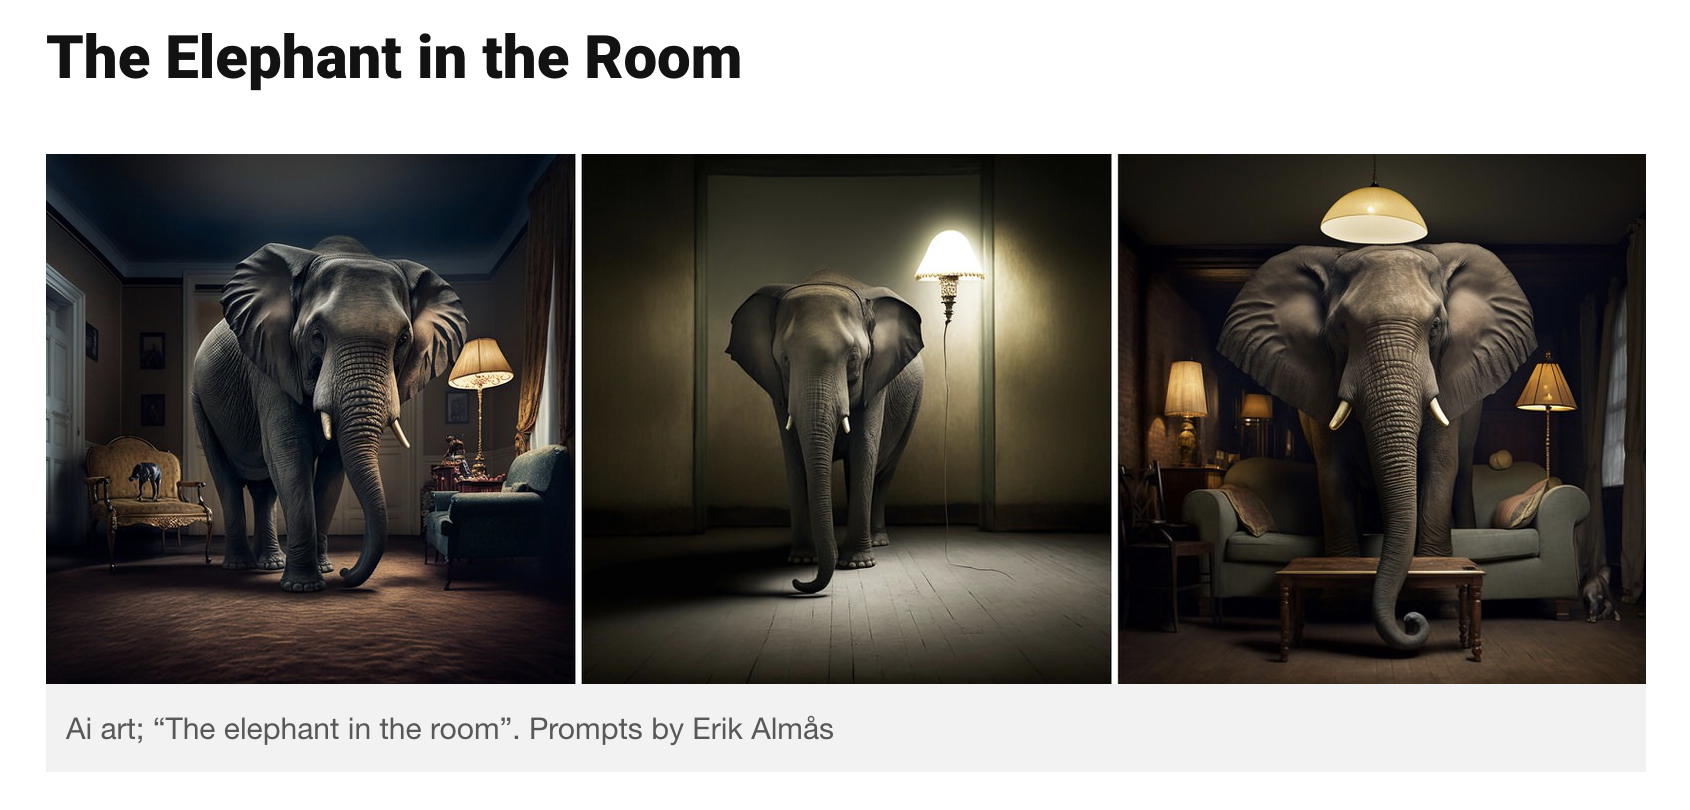 The Elephant in the Room
Ai art; “The elephant in the room”. Prompts by Erik Almås